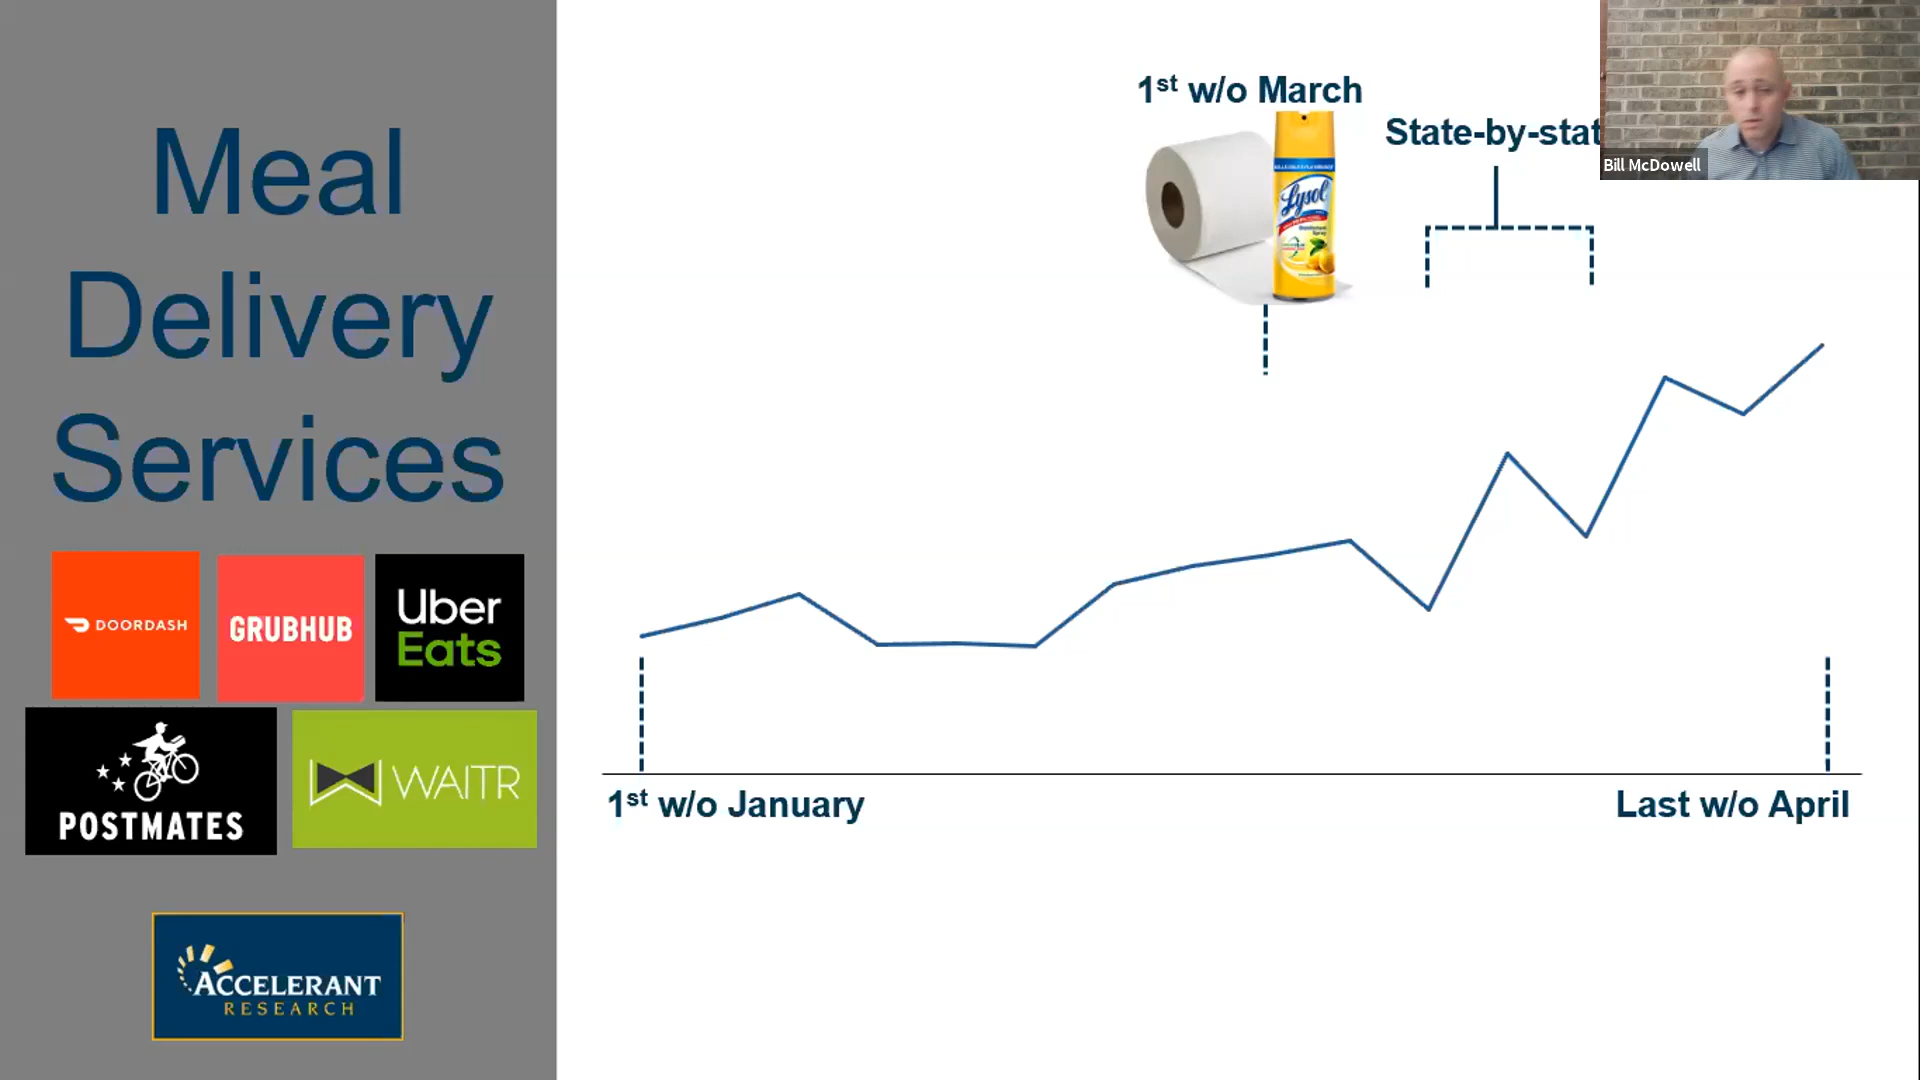 Meal
Delivery
Services
DOORDASH
GRUBHUB
Uber
Eats
POSTMATES
WAITR
ACCELERANT
RESEARCH
1st w/o March
Lysol
State-by-stat
Bill McDowell
1st w/o January
Last w/o April